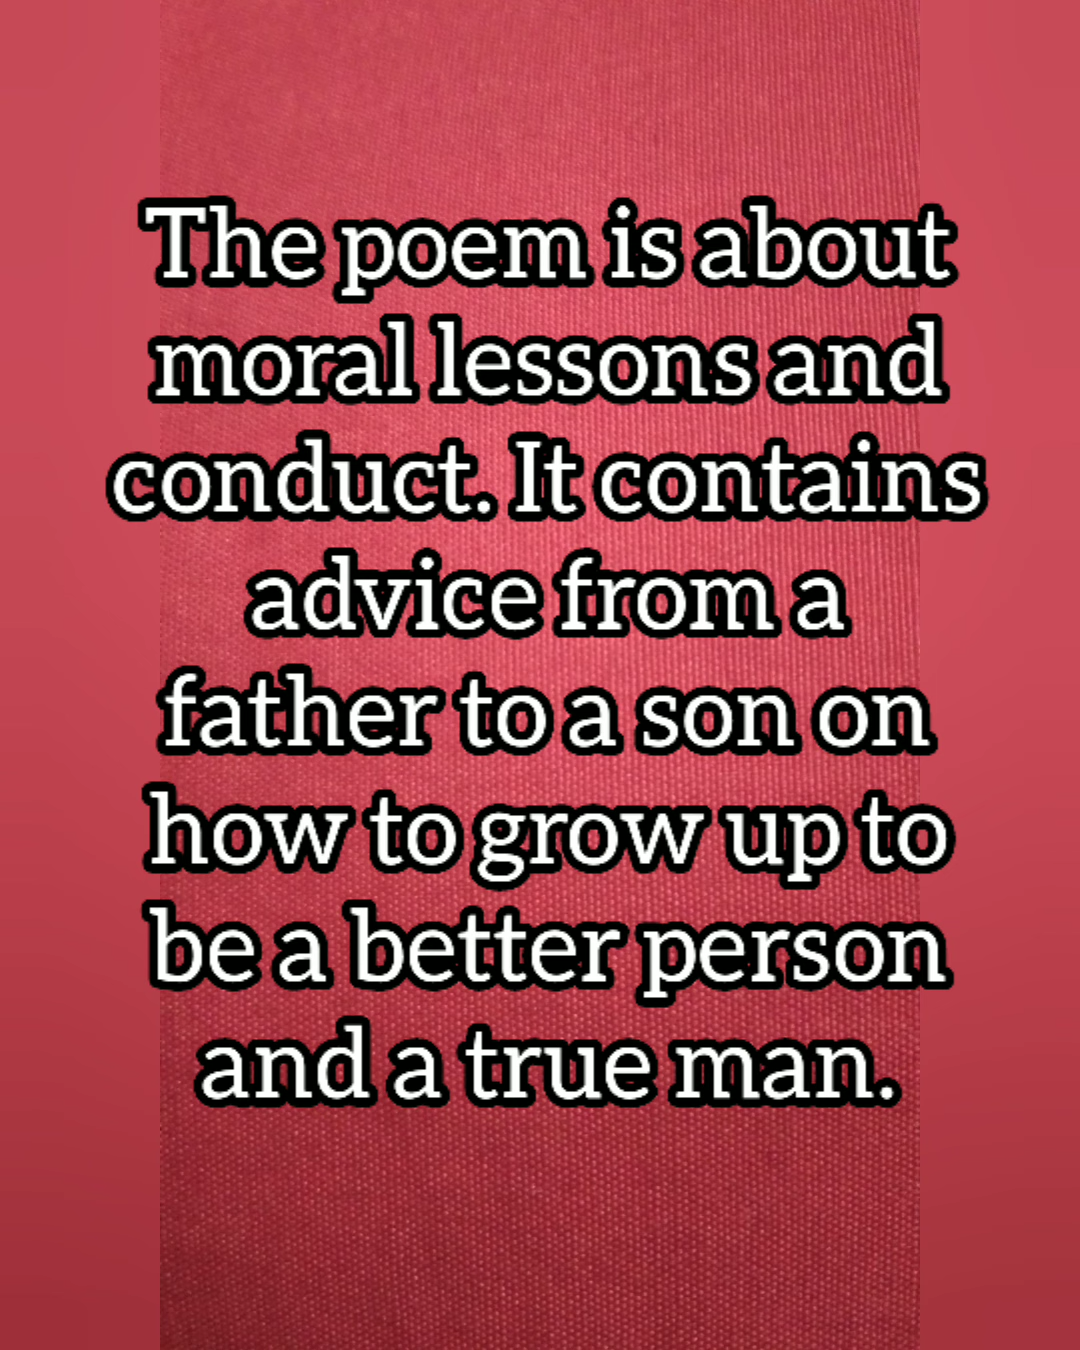 The poem is about
moral lessons and
conduct. It contains
advice from a
father to a son on
how to grow up to
be a better person
and a true man.